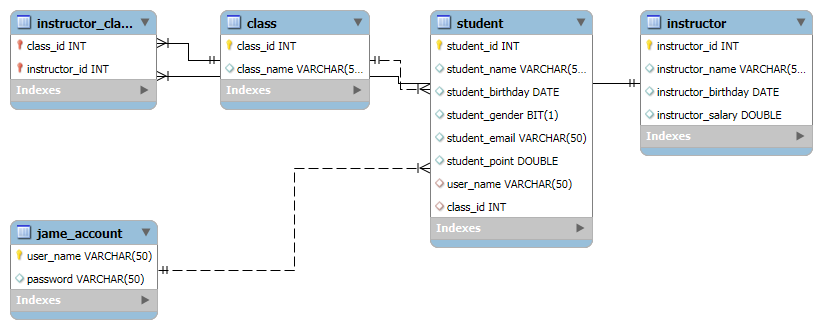 instructor_cla...
class_id INT
instructor_id INT
Indexes
class
class_id INT
class_name VARCHAR(5...
Indexes
student
student_id INT
student_name VARCHAR(5...
student_birthday DATE
student_gender BIT(1)
student_email VARCHAR(50)
student_point DOUBLE
user_name VARCHAR(50)
class_id INT
Indexes
instructor
instructor_id INT
instructor_name VARCHAR(5...
instructor_birthday DATE
instructor_salary DOUBLE
Indexes
jame_account
user_name VARCHAR(50)
password VARCHAR(50)
Indexes